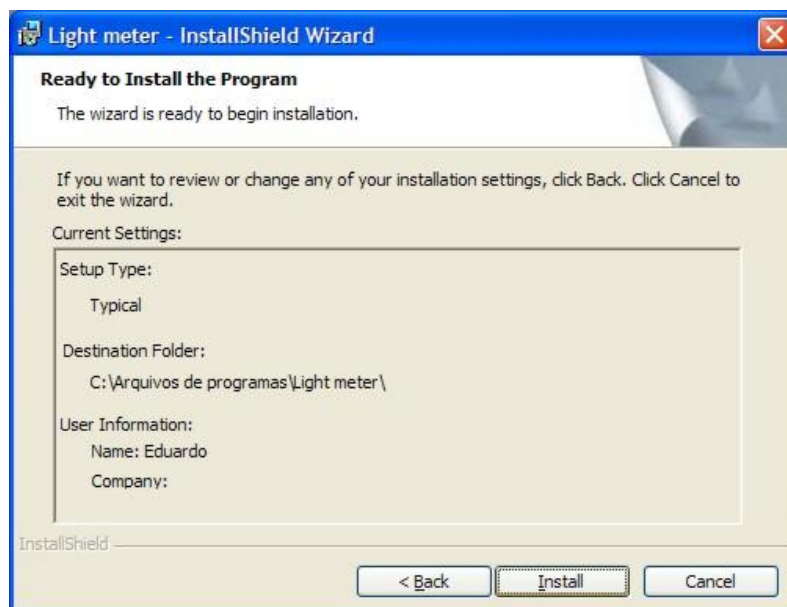 Light meter - InstallShield Wizard
Ready to Install the Program
The wizard is ready to begin installation.
If you want to review or change any of your installation settings, click Back. Click Cancel to
exit the wizard.
Current Settings:
Setup Type:
Typical
Destination Folder:
C:\Arquivos de programas\Light meter\
User Information:
Name: Eduardo
Company:
InstallShield
< Back
Install
Cancel